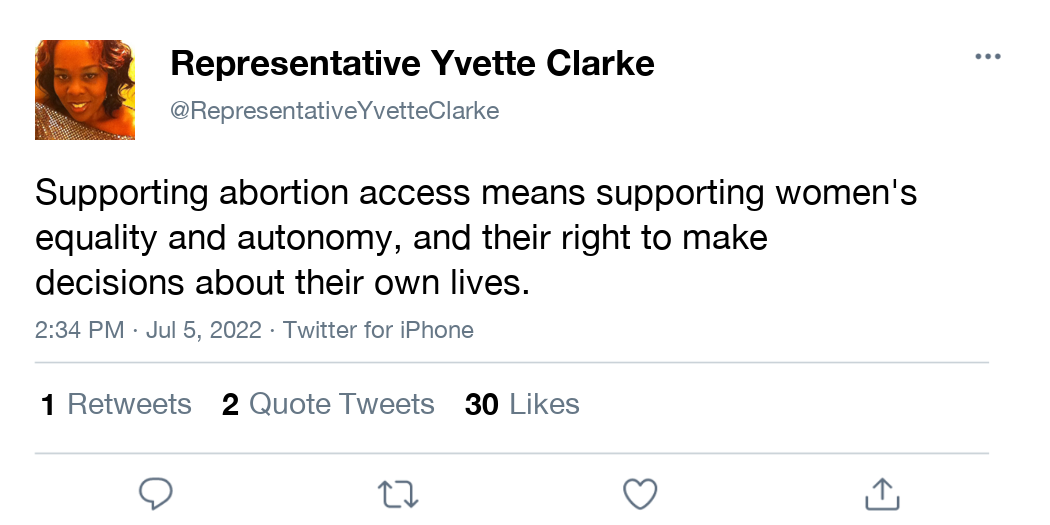 Representative Yvette Clarke
@RepresentativeYvetteClarke
Supporting abortion access means supporting women's
equality and autonomy, and their right to make
decisions about their own lives.
2:34 PM · Jul 5, 2022 · Twitter for iPhone
1 Retweets 2 Quote Tweets 30 Likes